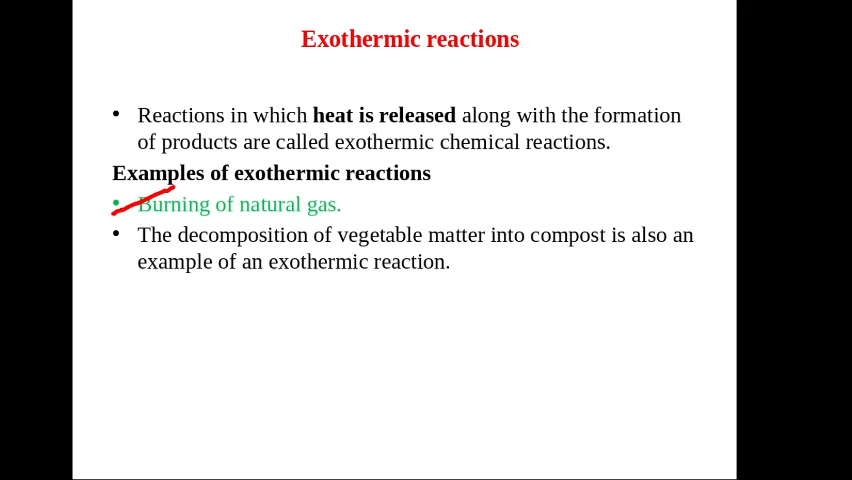 Exothermic reactions
• Reactions in which heat is released along with the formation
of products are called exothermic chemical reactions.
Examples of exothermic reactions
• Burning of natural gas.
• The decomposition of vegetable matter into compost is also an
example of an exothermic reaction.